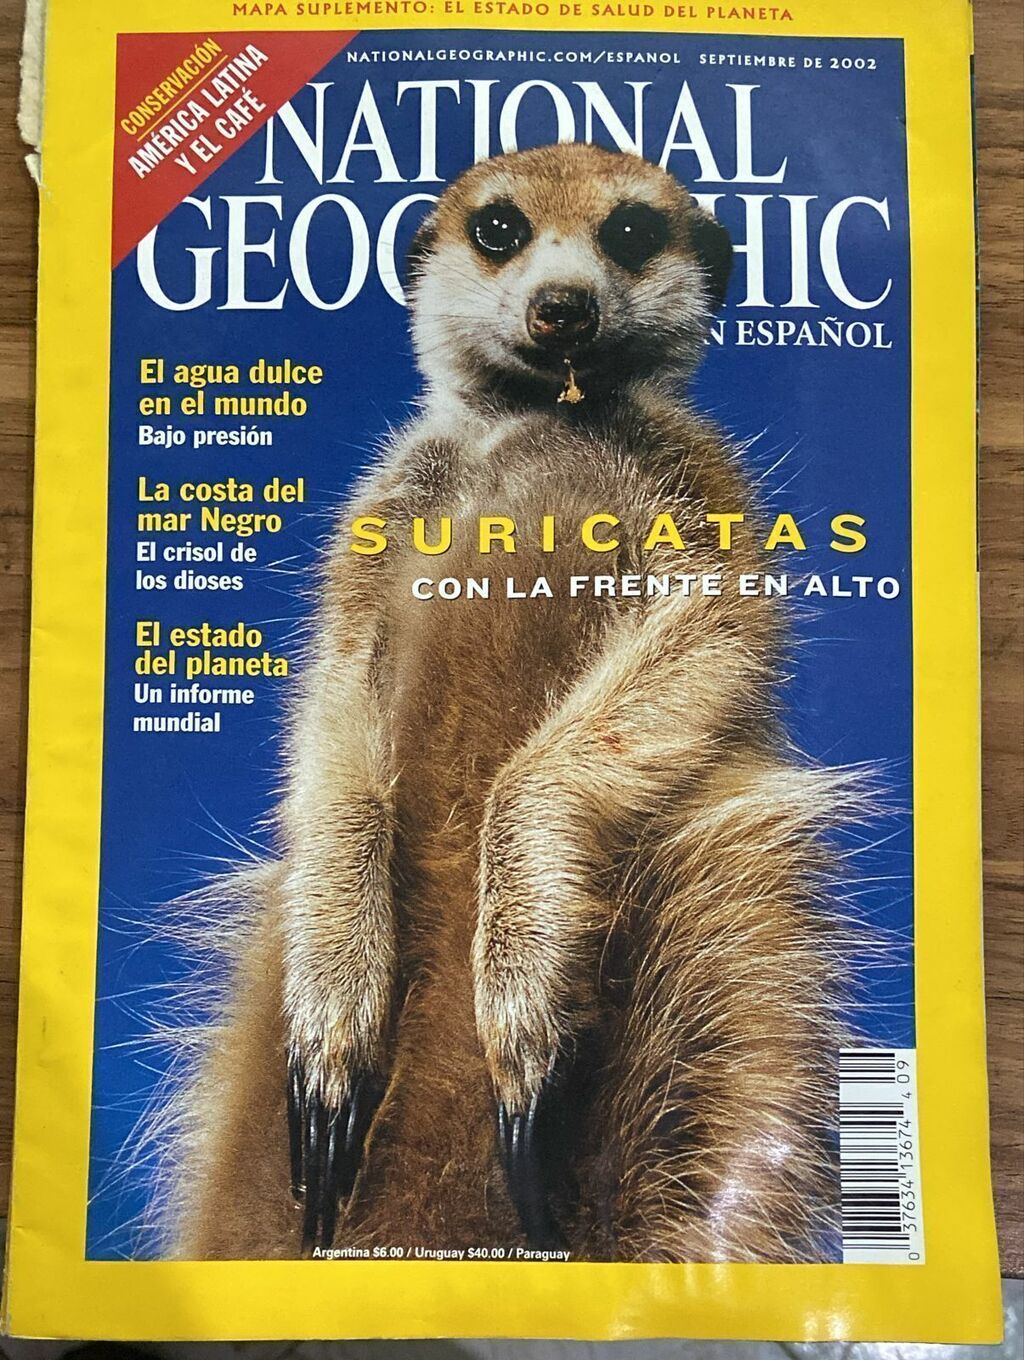 MAPA SUPLEMENTO: EL ESTADO DE SALUD DEL PLANETA
NATIONALGEOGRAPHIC.COM/ESPANOL SEPTIEMBRE DE 2002
CONSERVACIÓN
AMÉRICA LATINA
Y EL CAFÉ
NATIONAL
GEOGRAPHIC
EN ESPAÑOL
El agua dulce
en el mundo
Bajo presión
La costa del
mar Negro
El crisol de
los dioses
SURICATAS
CON LA FRENTE EN ALTO
El estado
del planeta
Un informe
mundial
Argentina $6.00 / Uruguay $40.00 / Paraguay
0 37634 13674 4 09